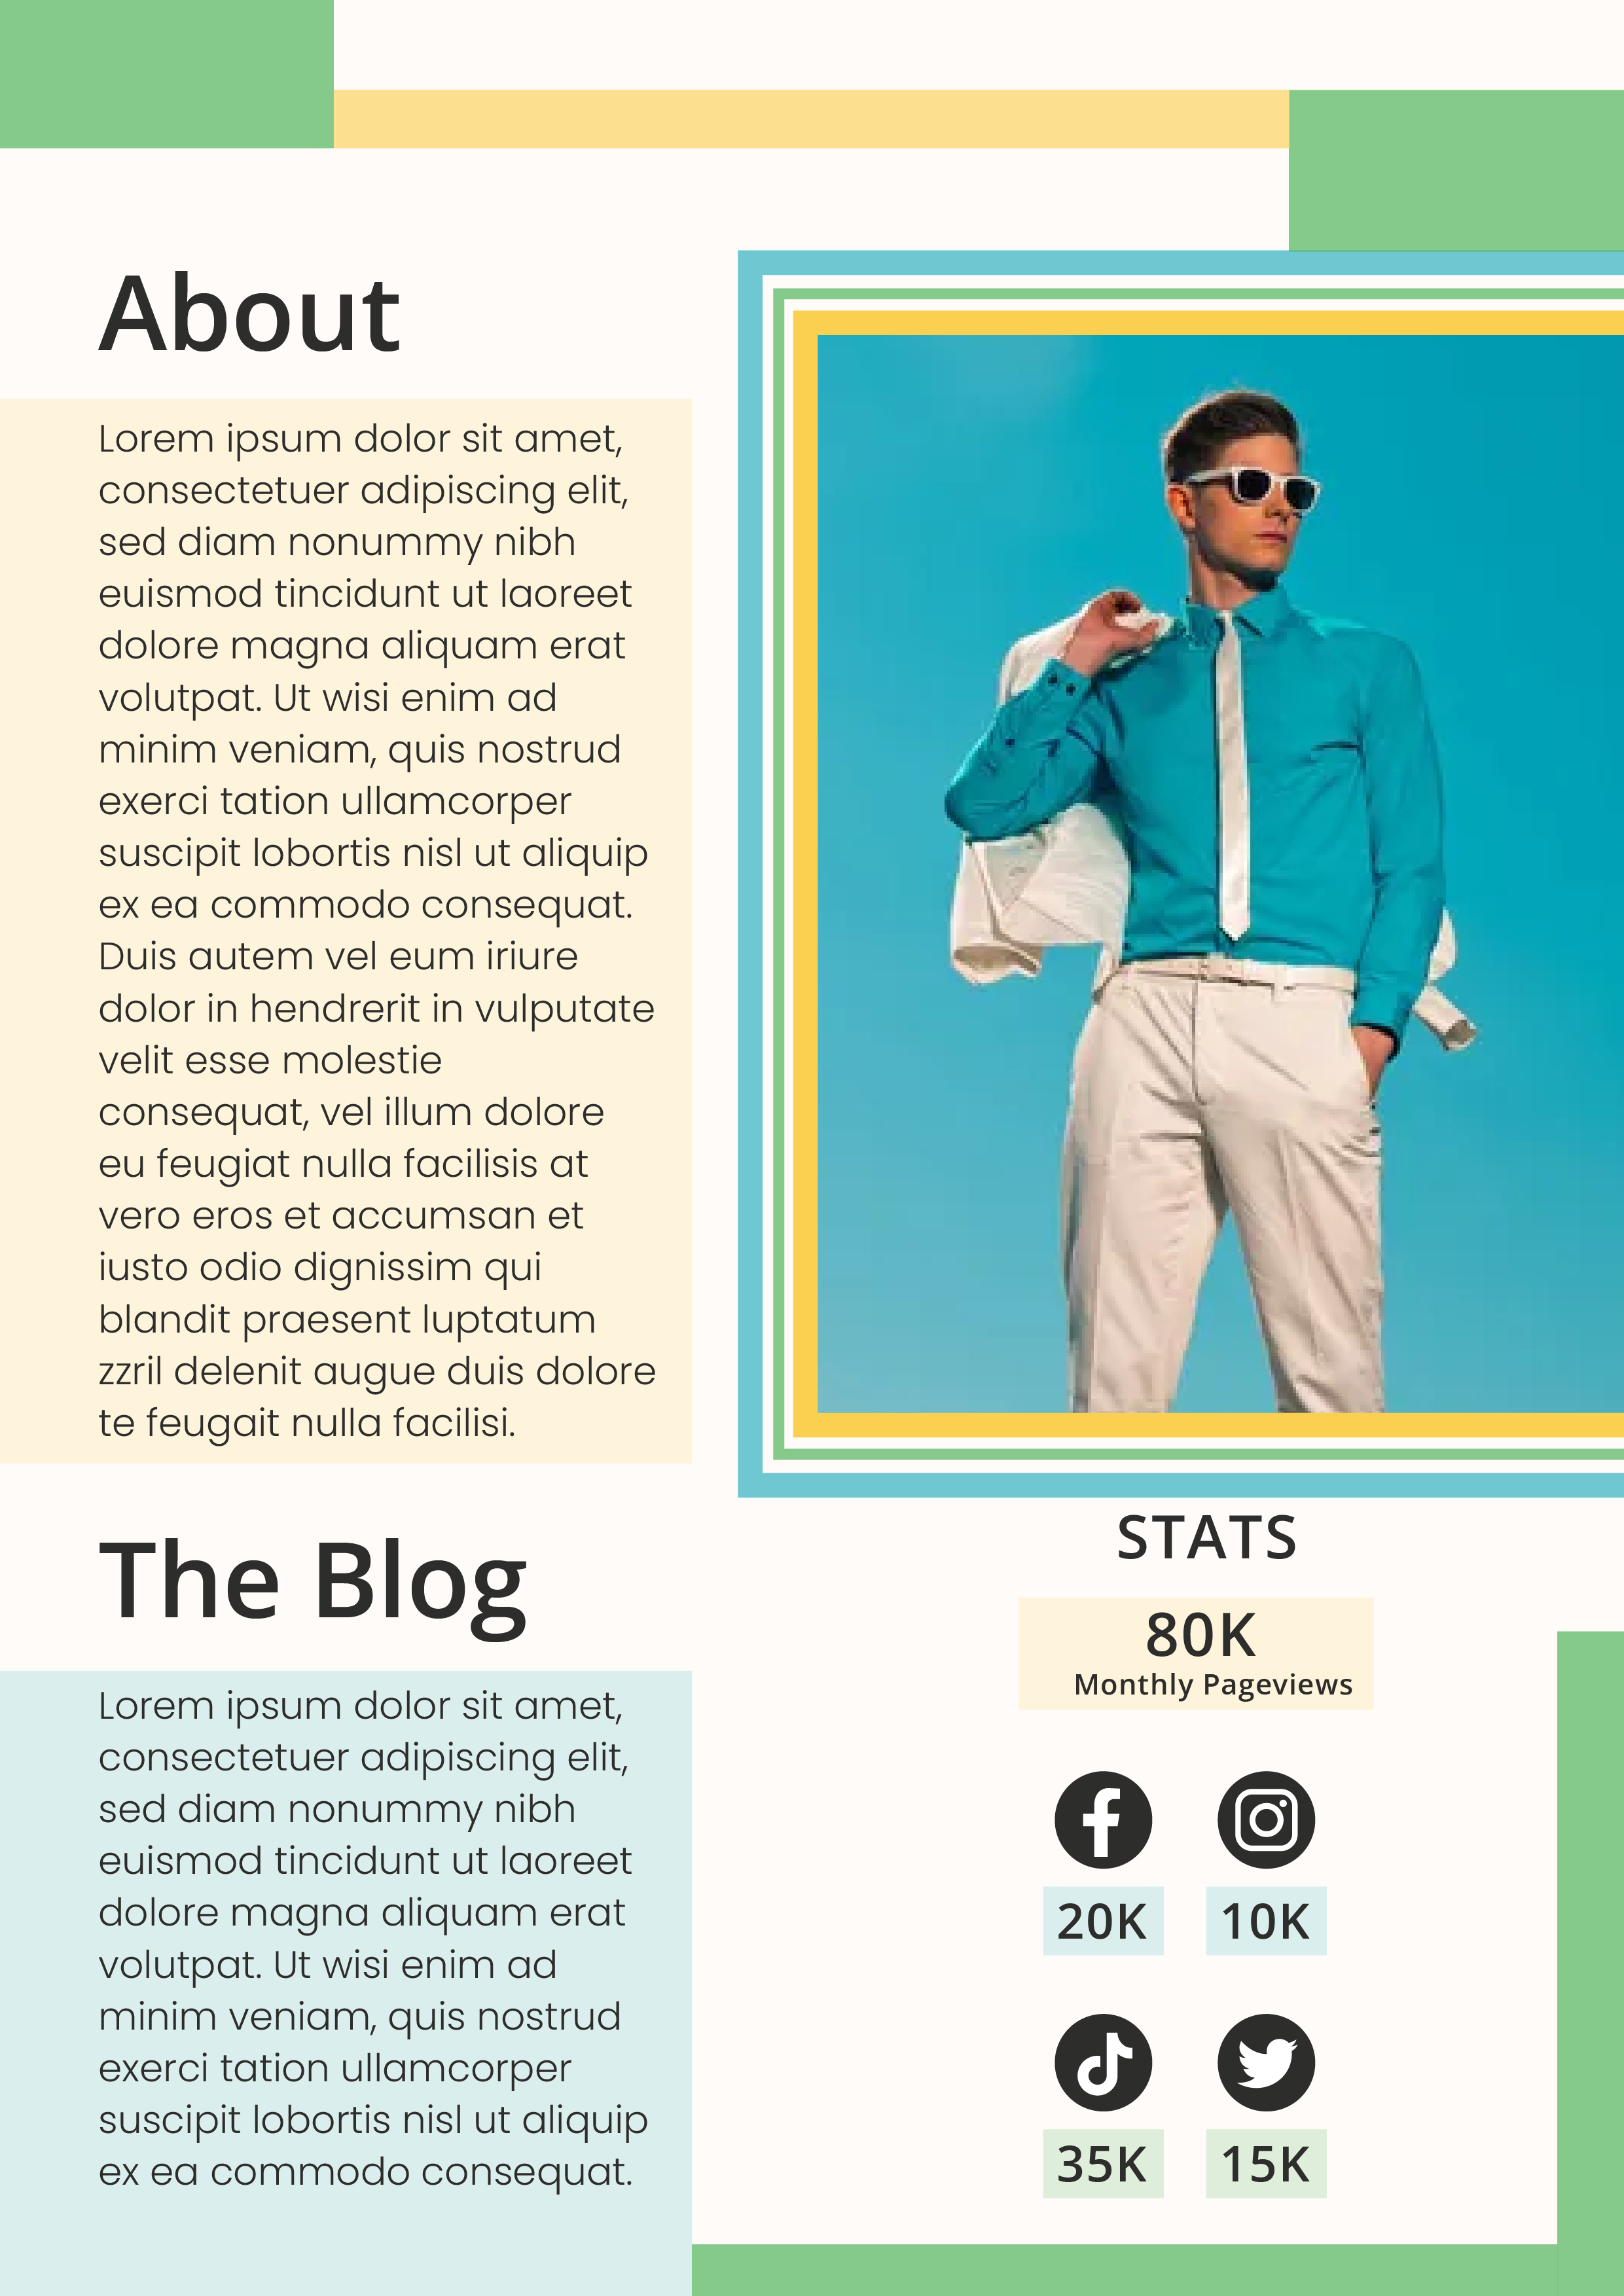 About
Lorem ipsum dolor sit amet,
consectetuer adipiscing elit,
sed diam nonummy nibh
euismod tincidunt ut laoreet
dolore magna aliquam erat
volutpat. Ut wisi enim ad
minim veniam, quis nostrud
exerci tation ullamcorper
suscipit lobortis nisl ut aliquip
ex ea commodo consequat.
Duis autem vel eum iriure
dolor in hendrerit in vulputate
velit esse molestie
consequat, vel illum dolore
eu feugiat nulla facilisis at
vero eros et accumsan et
iusto odio dignissim qui
blandit praesent luptatum
zzril delenit augue duis dolore
te feugait nulla facilisi.
The Blog
Lorem ipsum dolor sit amet,
consectetuer adipiscing elit,
sed diam nonummy nibh
euismod tincidunt ut laoreet
dolore magna aliquam erat
volutpat. Ut wisi enim ad
minim veniam, quis nostrud
exerci tation ullamcorper
suscipit lobortis nisl ut aliquip
ex ea commodo consequat.
STATS
80K
Monthly Pageviews
20K 10K
35K 15K